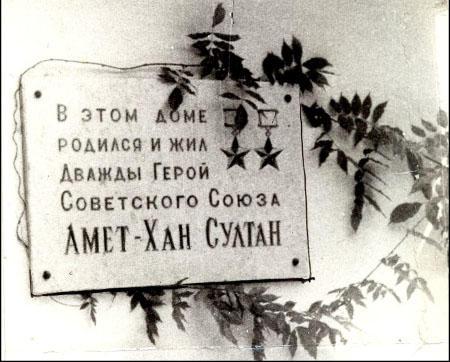 В этом доме
родился и жил
Дважды Герой
Советского Союза
Амет-Хан Султан